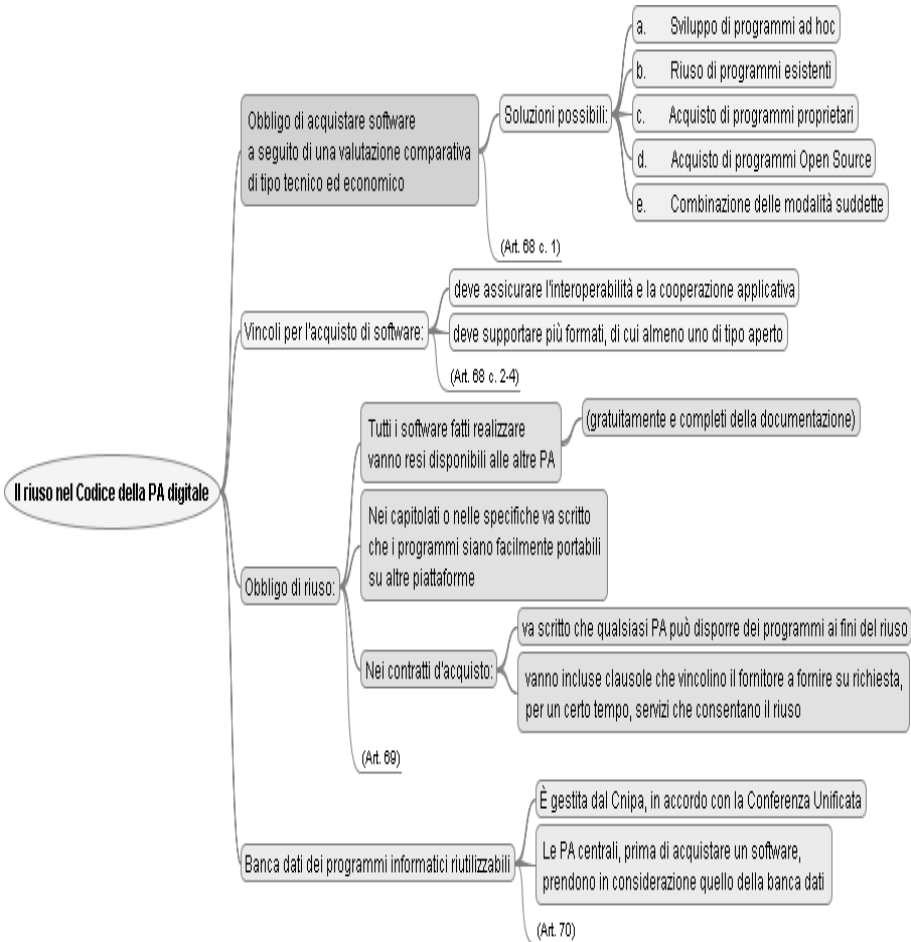 Il riuso nel Codice della PA digitale
Obbligo di acquistare software
a seguito di una valutazione comparativa
di tipo tecnico ed economico
Soluzioni possibili:
a. Sviluppo di programmi ad hoc
b. Riuso di programmi esistenti
c. Acquisto di programmi proprietari
d. Acquisto di programmi Open Source
e. Combinazione delle modalità suddette
(Art. 68 c. 1)
Vincoli per l'acquisto di software:
deve assicurare l'interoperabilità e la cooperazione applicativa
deve supportare più formati, di cui almeno uno di tipo aperto
(Art. 68 c. 2-4)
Obbligo di riuso:
Tutti i software fatti realizzare
vanno resi disponibili alle altre PA
(gratuitamente e completi della documentazione)
Nei capitolati o nelle specifiche va scritto
che i programmi siano facilmente portabili
su altre piattaforme
Nei contratti d'acquisto:
va scritto che qualsiasi PA può disporre dei programmi ai fini del riuso
vanno incluse clausole che vincolino il fornitore a fornire su richiesta,
per un certo tempo, servizi che consentano il riuso
(Art. 69)
Banca dati dei programmi informatici riutilizzabili
È gestita dal Cnipa, in accordo con la Conferenza Unificata
Le PA centrali, prima di acquistare un software,
prendono in considerazione quello della banca dati
(Art. 70)